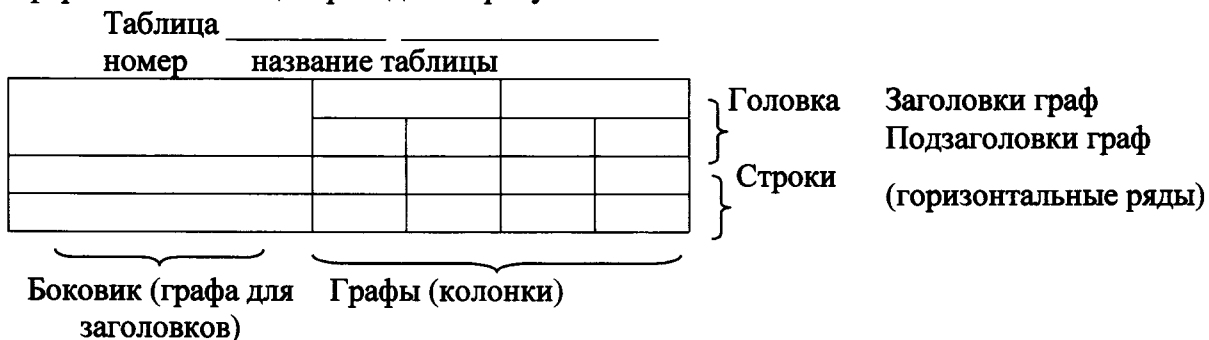 Таблица
номер название таблицы
Головка Заголовки граф
Подзаголовки граф
Строки
(горизонтальные ряды)
Боковик (графа для Графы (колонки)
заголовков)